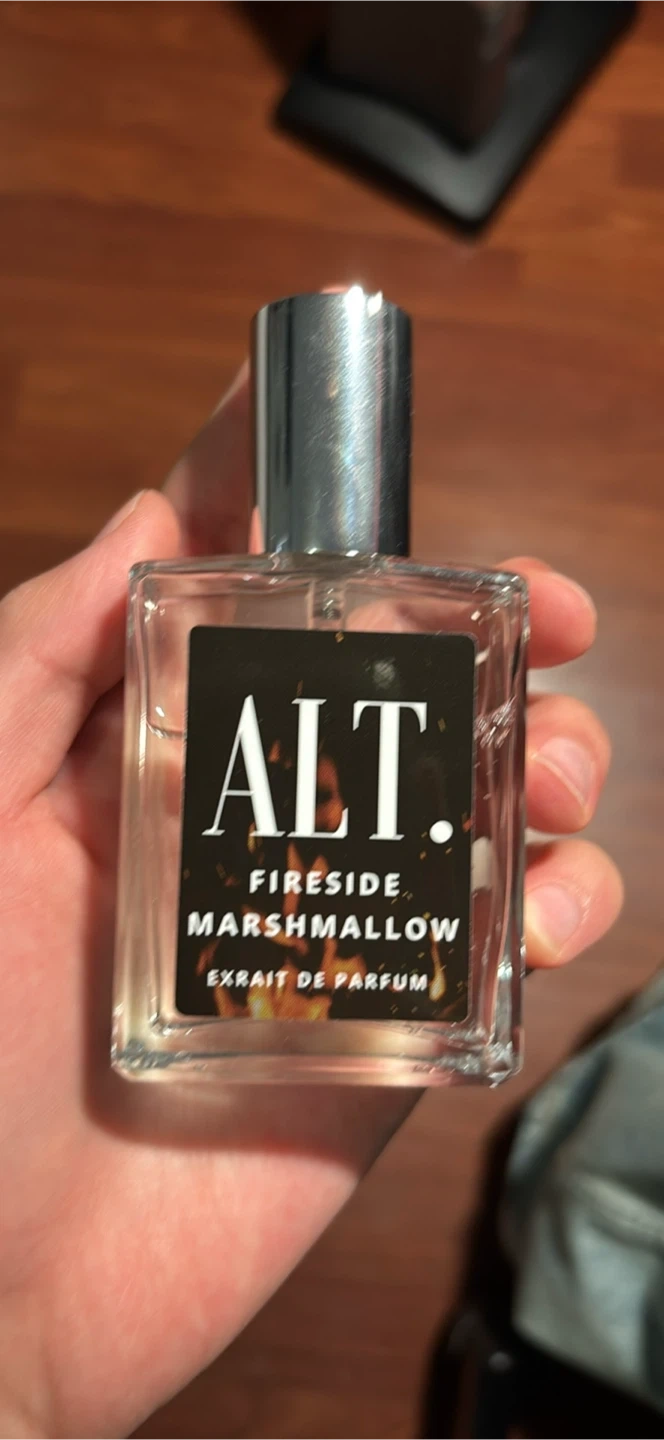 ALT.
FIRESIDE
MARSHMALLOW
EXRAIT DE PARFUM